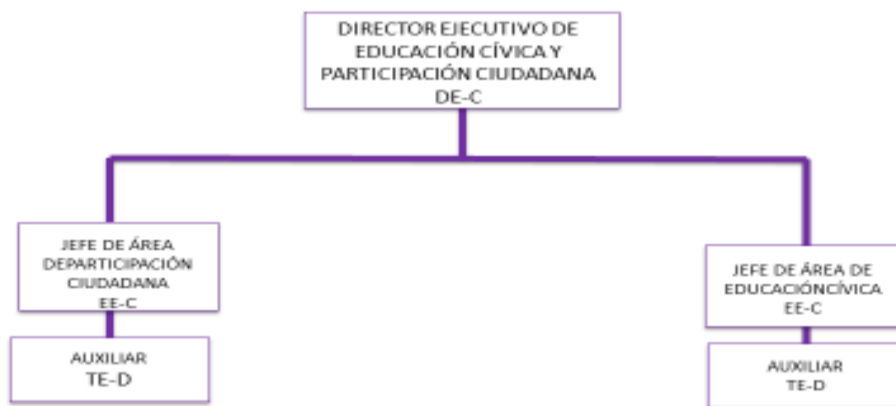 DIRECTOR EJECUTIVO DE
EDUCACIÓN CÍVICA Y
PARTICIPACIÓN CIUDADANA
DE-C
JEFE DE ÁREA
DEPARTICIPACIÓN
CIUDADANA
EE-C
AUXILIAR
TE-D
JEFE DE ÁREA DE
EDUCACIÓNCÍVICA
EE-C
AUXILIAR
TE-D